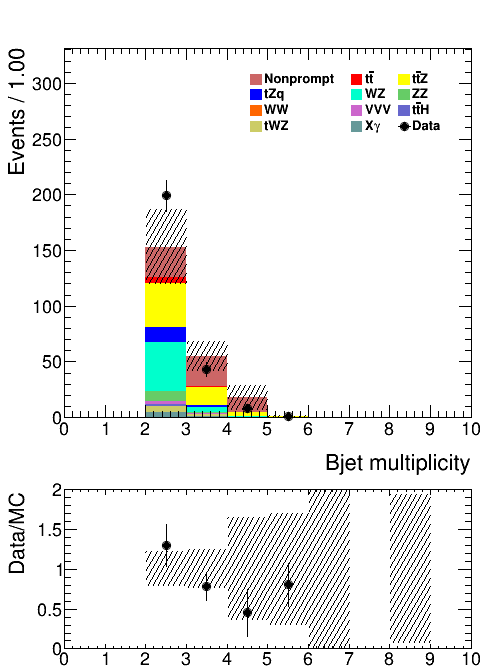 Events / 1.00
300
250
200
150
100
50
0
Nonprompt tt̄ tt̄Z
tZq WZ ZZ
WW VVV tt̄H
tWZ Xγ Data
0 1 2 3 4 5 6 7 8 9 10
Bjet multiplicity
Data/MC
2
1.5
1
0.5
0
0 1 2 3 4 5 6 7 8 9 10